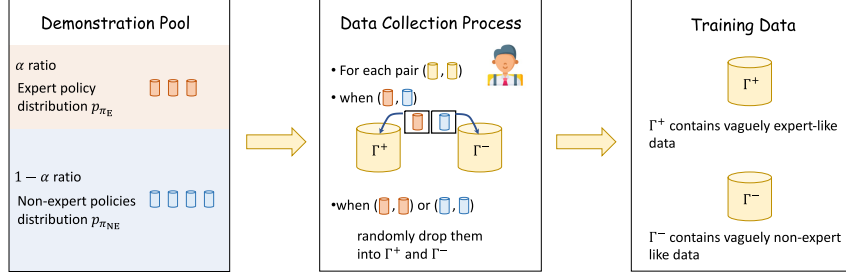 Demonstration Pool
α ratio
Expert policy
distribution p_{π_E}
1 − α ratio
Non-expert policies
distribution p_{π_NE}
Data Collection Process
• For each pair ( , )
• when ( , )
Γ⁺ Γ⁻
•when ( , ) or ( , )
randomly drop them
into Γ⁺ and Γ⁻
Training Data
Γ⁺
Γ⁺ contains vaguely expert-like
data
Γ⁻
Γ⁻ contains vaguely non-expert
like data